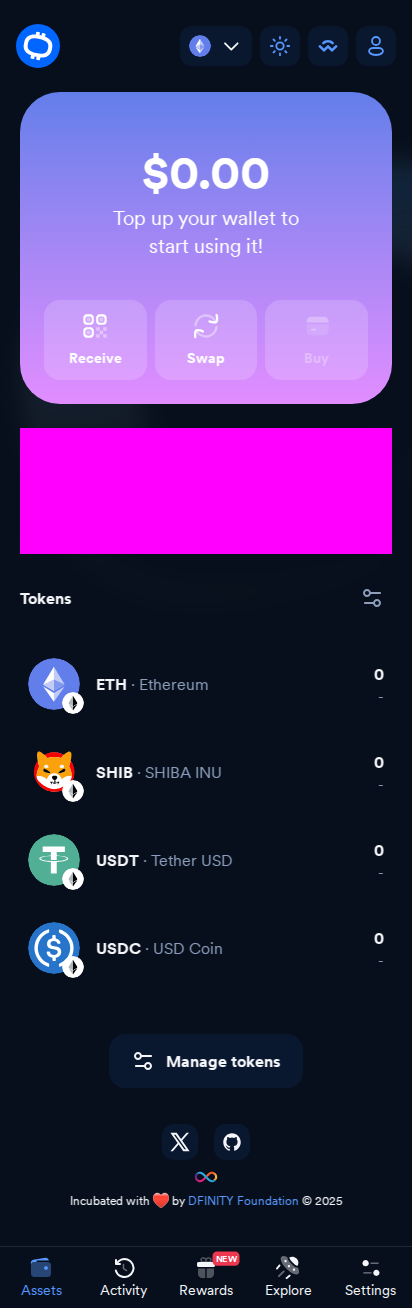 $0.00
Top up your wallet to
start using it!
Receive
Swap
Buy
Tokens
ETH · Ethereum
0
-
SHIB · SHIBA INU
0
-
USDT · Tether USD
0
-
USDC · USD Coin
0
-
Manage tokens
Incubated with ❤️ by DFINITY Foundation © 2025
NEW
Assets
Activity
Rewards
Explore
Settings